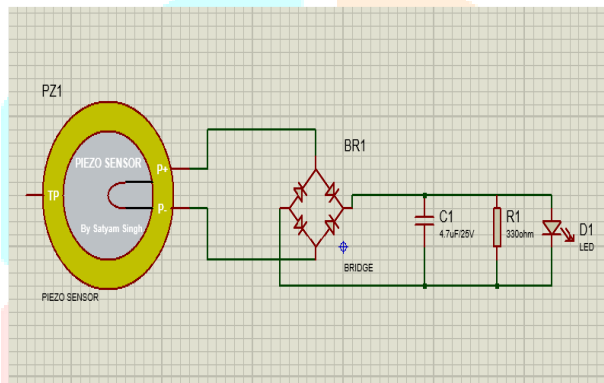 PZ1
PIEZO SENSOR
P+
TP
P-
By Satyam Singh
PIEZO SENSOR
BR1
BRIDGE
C1
4.7uF/25V
R1
330ohm
D1
LED